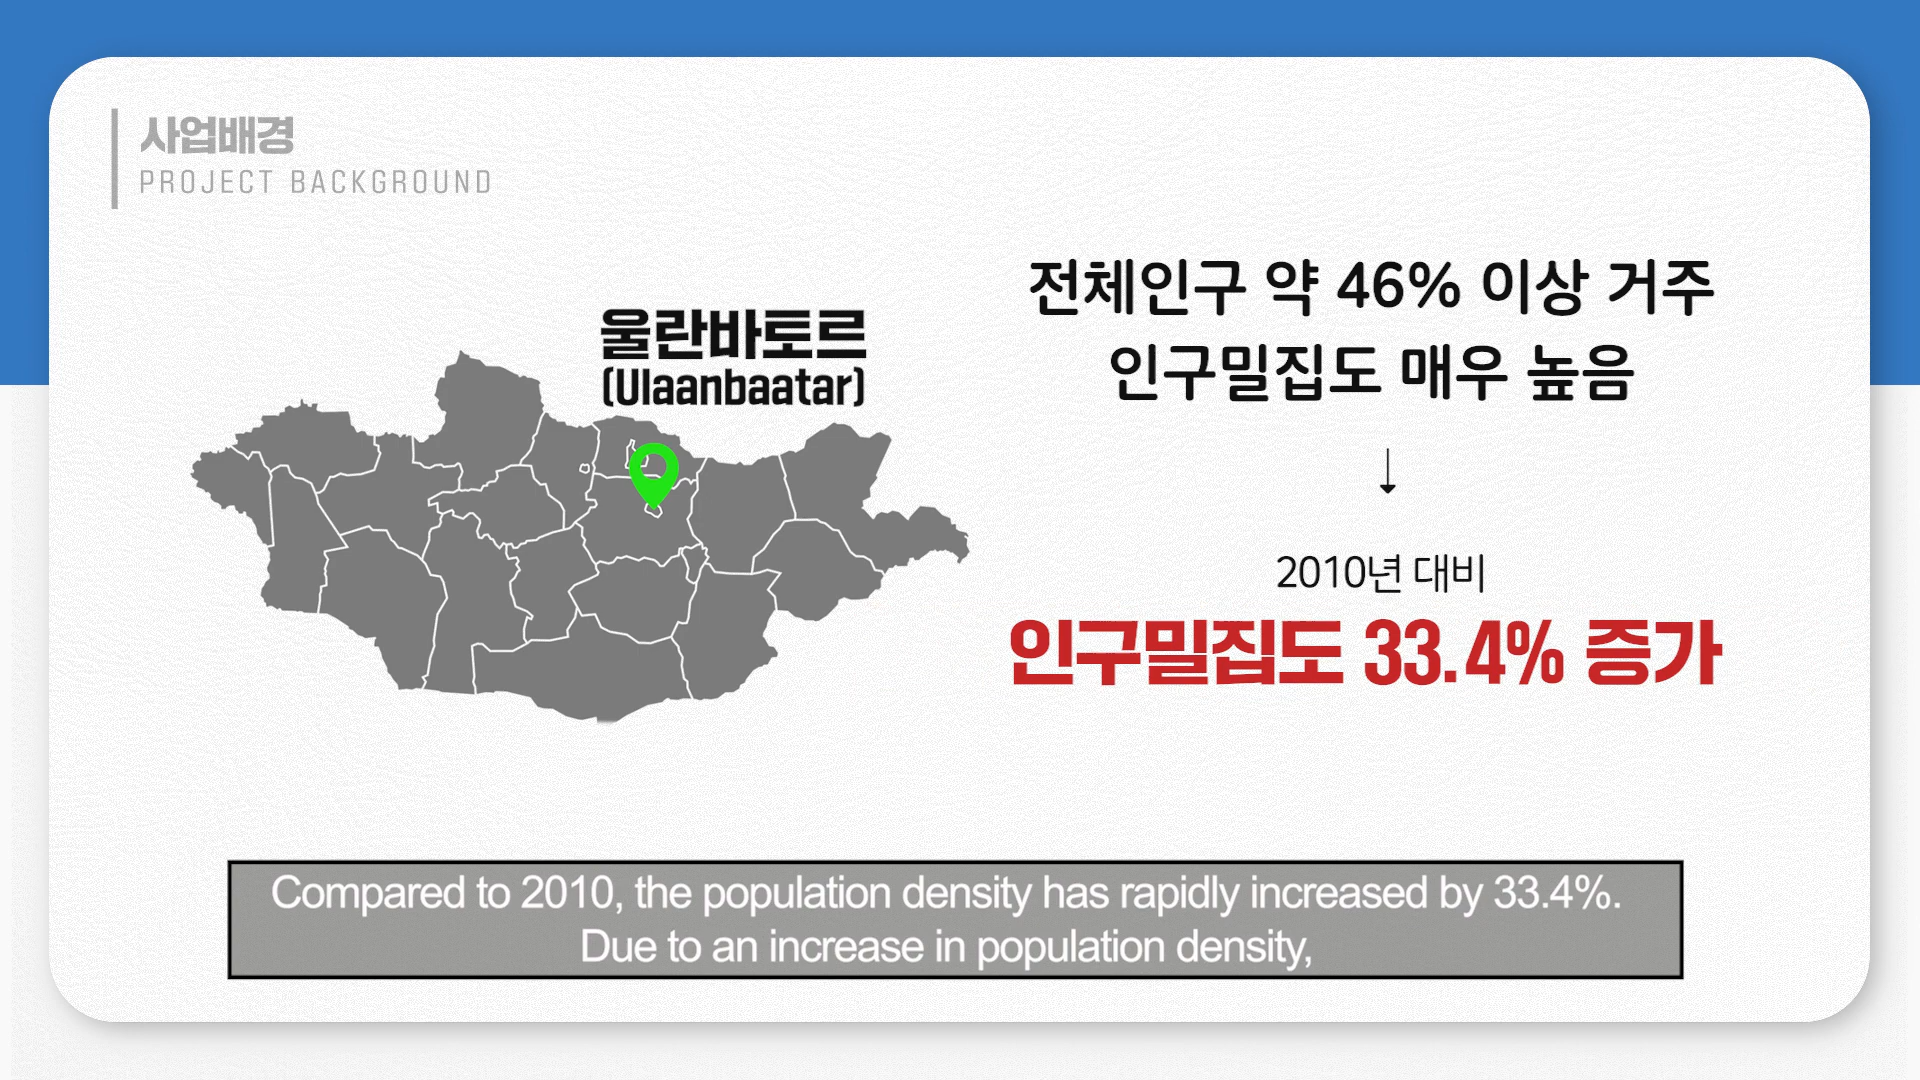 사업배경
PROJECT BACKGROUND
울란바토르
(Ulaanbaatar)
전체인구 약 46% 이상 거주
인구밀집도 매우 높음
2010년 대비
인구밀집도 33.4% 증가
Compared to 2010, the population density has rapidly increased by 33.4%.
Due to an increase in population density,